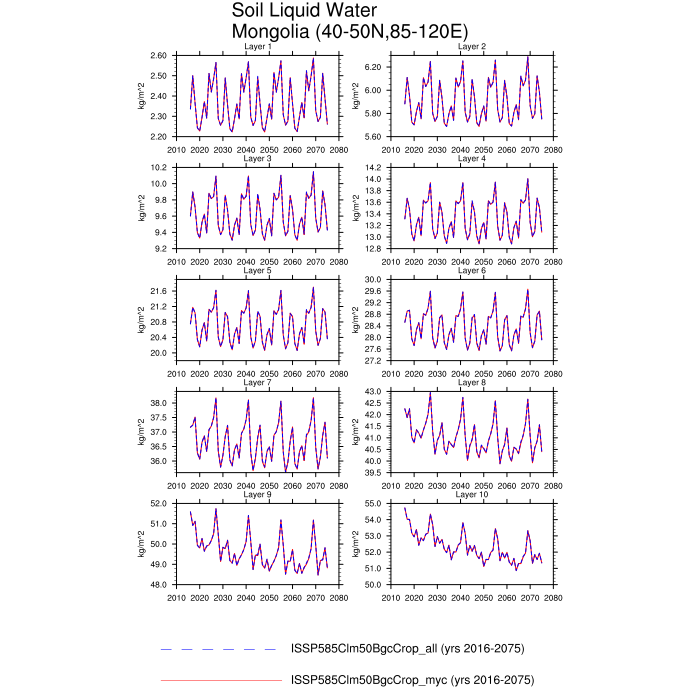 Soil Liquid Water
Mongolia (40-50N,85-120E)
Layer 1
2.60
2.50
2.40
2.30
2.20
kg/m^2
2010 2020 2030 2040 2050 2060 2070 2080
Layer 2
6.20
6.00
5.80
5.60
kg/m^2
2010 2020 2030 2040 2050 2060 2070 2080
Layer 3
10.2
10.0
9.8
9.6
9.4
9.2
kg/m^2
2010 2020 2030 2040 2050 2060 2070 2080
Layer 4
14.2
14.0
13.8
13.6
13.4
13.2
13.0
12.8
kg/m^2
2010 2020 2030 2040 2050 2060 2070 2080
Layer 5
21.6
21.2
20.8
20.4
20.0
kg/m^2
2010 2020 2030 2040 2050 2060 2070 2080
Layer 6
30.0
29.6
29.2
28.8
28.4
28.0
27.6
27.2
kg/m^2
2010 2020 2030 2040 2050 2060 2070 2080
Layer 7
38.0
37.5
37.0
36.5
36.0
kg/m^2
2010 2020 2030 2040 2050 2060 2070 2080
Layer 8
43.0
42.5
42.0
41.5
41.0
40.5
40.0
39.5
kg/m^2
2010 2020 2030 2040 2050 2060 2070 2080
Layer 9
52.0
51.0
50.0
49.0
48.0
kg/m^2
2010 2020 2030 2040 2050 2060 2070 2080
Layer 10
55.0
54.0
53.0
52.0
51.0
50.0
kg/m^2
2010 2020 2030 2040 2050 2060 2070 2080
ISSP585Clm50BgcCrop_all (yrs 2016-2075)
ISSP585Clm50BgcCrop_myc (yrs 2016-2075)